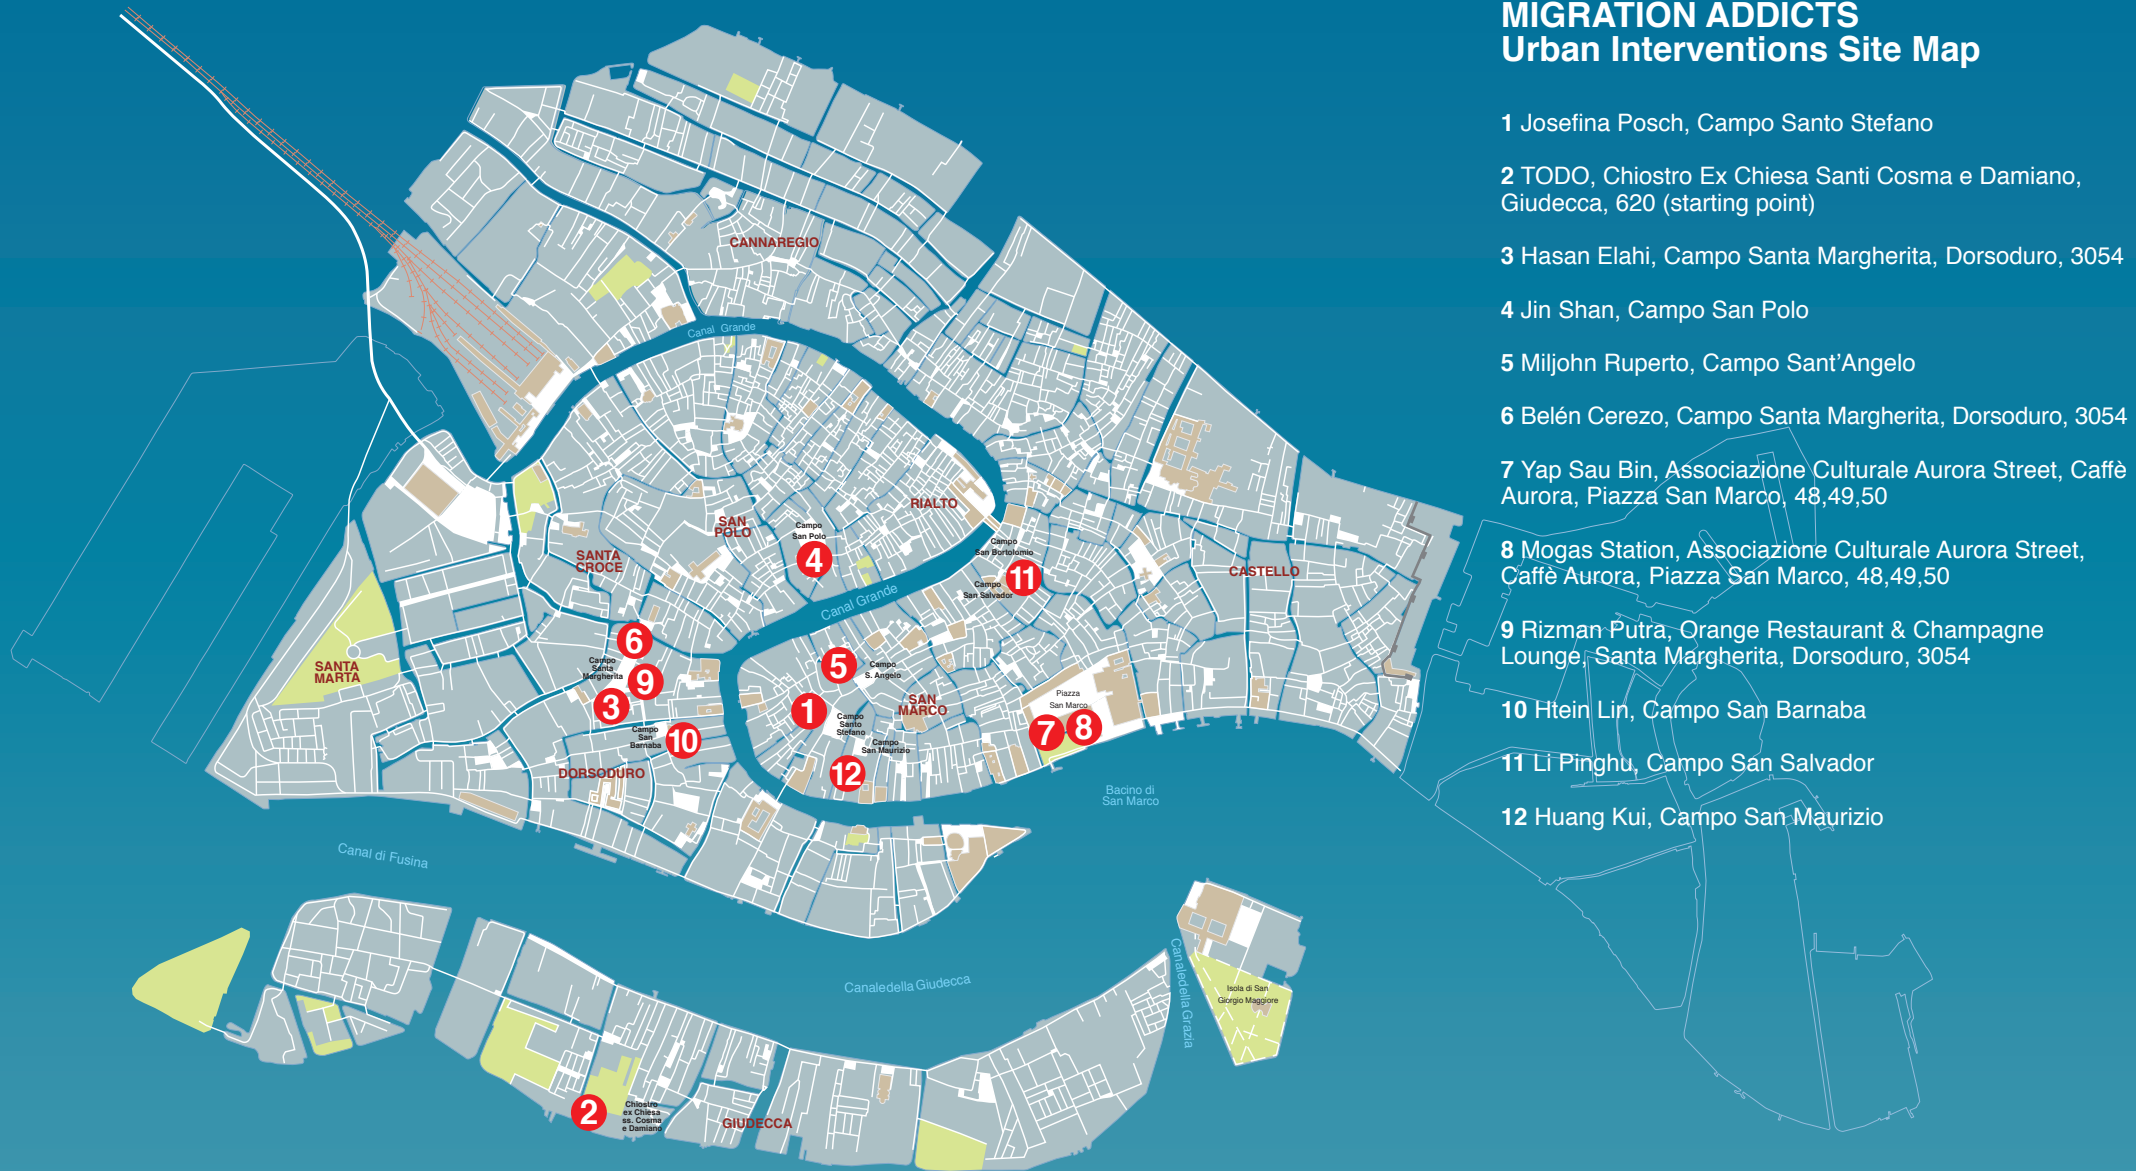 MIGRATION ADDICTS
Urban Interventions Site Map
1 Josefina Posch, Campo Santo Stefano
2 TODO, Chiostro Ex Chiesa Santi Cosma e Damiano,
Giudecca, 620 (starting point)
3 Hasan Elahi, Campo Santa Margherita, Dorsoduro, 3054
4 Jin Shan, Campo San Polo
5 Miljohn Ruperto, Campo Sant’Angelo
6 Belén Cerezo, Campo Santa Margherita, Dorsoduro, 3054
7 Yap Sau Bin, Associazione Culturale Aurora Street, Caffè
Aurora, Piazza San Marco, 48,49,50
8 Mogas Station, Associazione Culturale Aurora Street,
Caffè Aurora, Piazza San Marco, 48,49,50
9 Rizman Putra, Orange Restaurant & Champagne
Lounge, Santa Margherita, Dorsoduro, 3054
10 Htein Lin, Campo San Barnaba
11 Li Pinghu, Campo San Salvador
12 Huang Kui, Campo San Maurizio
CANNAREGIO
Canal Grande
RIALTO
SAN
POLO
Campo
San Polo
4
SANTA
CROCE
Campo
San Bortolomio
11
Campo
San Salvador
CASTELLO
Canal Grande
6
Campo
Santa
Margherita
9
3
SANTA
MARTA
5
Campo
S. Angelo
1
SAN
MARCO
Campo
Santo
Stefano
Piazza
San Marco
7
8
Campo
San
Barnaba
10
Campo
San Maurizio
12
DORSODURO
Bacino di
San Marco
Canal di Fusina
Canaledella Giudecca
Canaledella Grazia
Isola di San
Giorgio Maggiore
2
Chiostro
ex Chiesa
ss. Cosma
e Damiano
GIUDECCA